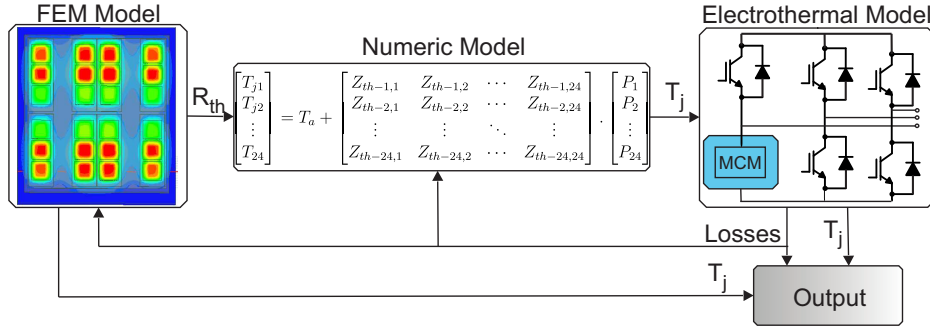 FEM Model
Numeric Model
Electrothermal Model
R_th
T_j1 T_j2 ⋮ T_24 = T_a + Z_th-1,1 Z_th-1,2 ⋯ Z_th-1,24 · P_1
Z_th-2,1 Z_th-2,2 ⋯ Z_th-2,24 P_2
⋮ ⋮ ⋱ ⋮ ⋮
Z_th-24,1 Z_th-24,2 ⋯ Z_th-24,24 P_24
T_j
MCM
Losses
T_j
T_j
Output